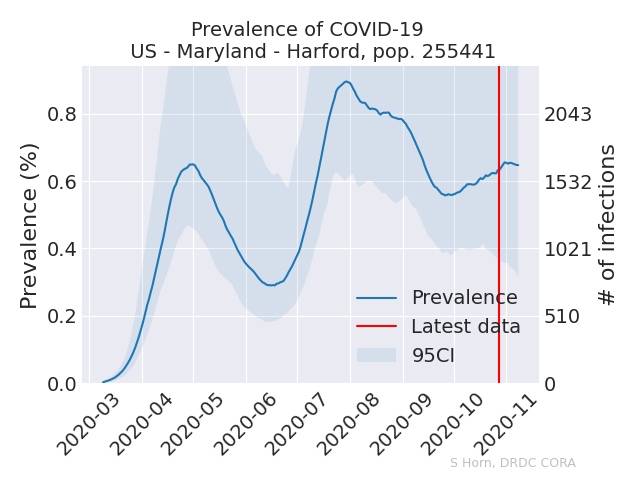 Prevalence of COVID-19
US - Maryland - Harford, pop. 255441
Prevalence (%)
0.8
0.6
0.4
0.2
0.0
2043
1532
1021
510
0
# of infections
Prevalence
Latest data
95CI
2020-03
2020-04
2020-05
2020-06
2020-07
2020-08
2020-09
2020-10
2020-11
S Horn, DRDC CORA